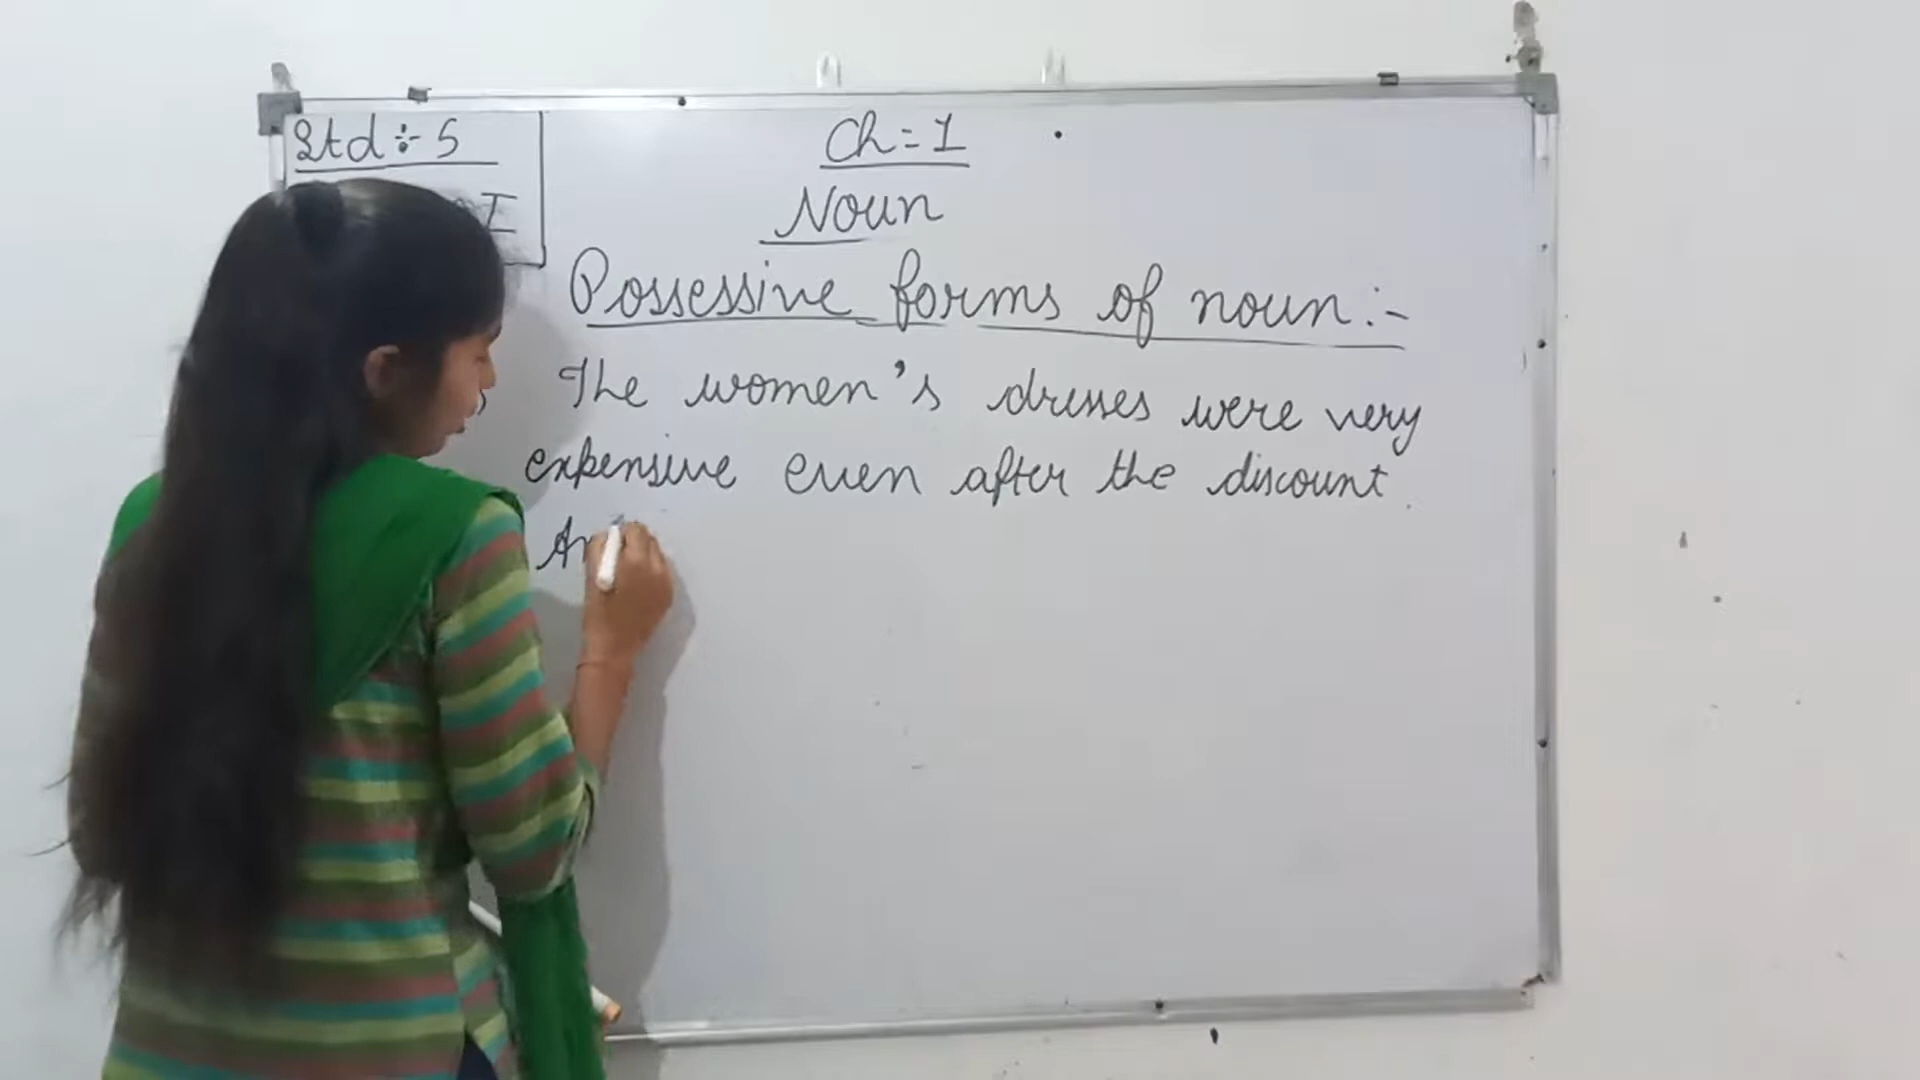 Std ÷ 5
I
Ch = 1
Noun
Possessive forms of noun :-
The women's dresses were very
expensive even after the discount.